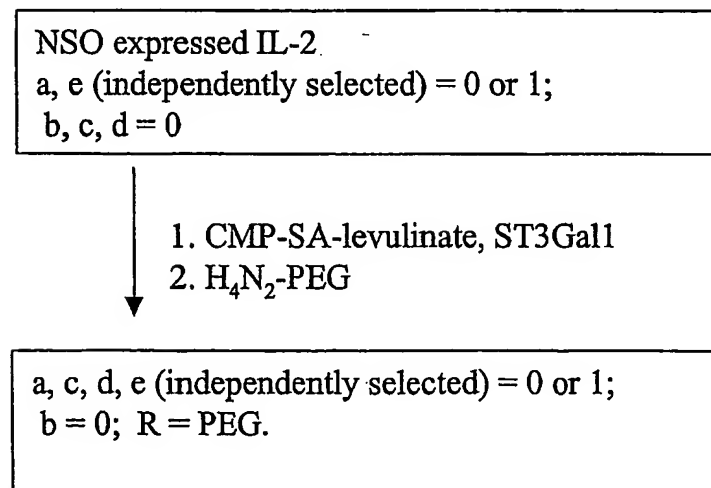 NSO expressed IL-2
a, e (independently selected) = 0 or 1;
b, c, d = 0
1. CMP-SA-levulinate, ST3Gal1
2. H₄N₂-PEG
a, c, d, e (independently selected) = 0 or 1;
b = 0; R = PEG.